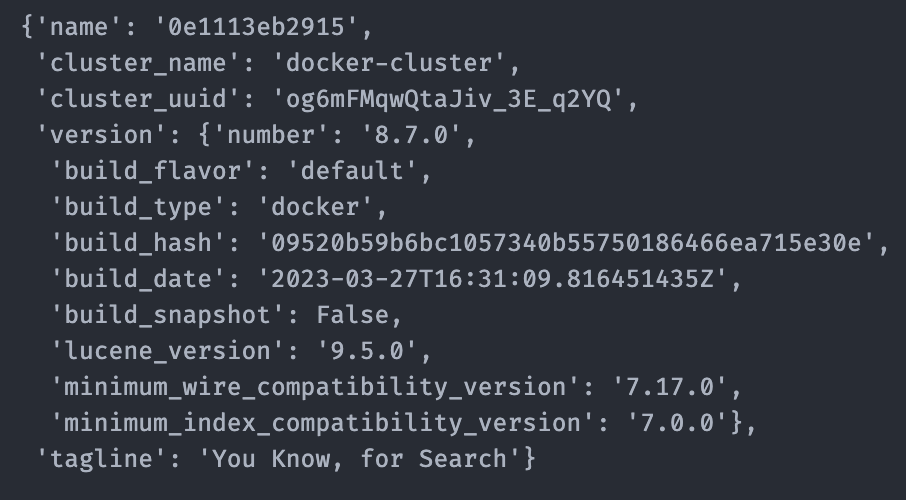 {'name': '0e1113eb2915',
'cluster_name': 'docker-cluster',
'cluster_uuid': 'og6mFMqwQtaJiv_3E_q2YQ',
'version': {'number': '8.7.0',
'build_flavor': 'default',
'build_type': 'docker',
'build_hash': '09520b59b6bc1057340b55750186466ea715e30e',
'build_date': '2023-03-27T16:31:09.816451435Z',
'build_snapshot': False,
'lucene_version': '9.5.0',
'minimum_wire_compatibility_version': '7.17.0',
'minimum_index_compatibility_version': '7.0.0'},
'tagline': 'You Know, for Search'}